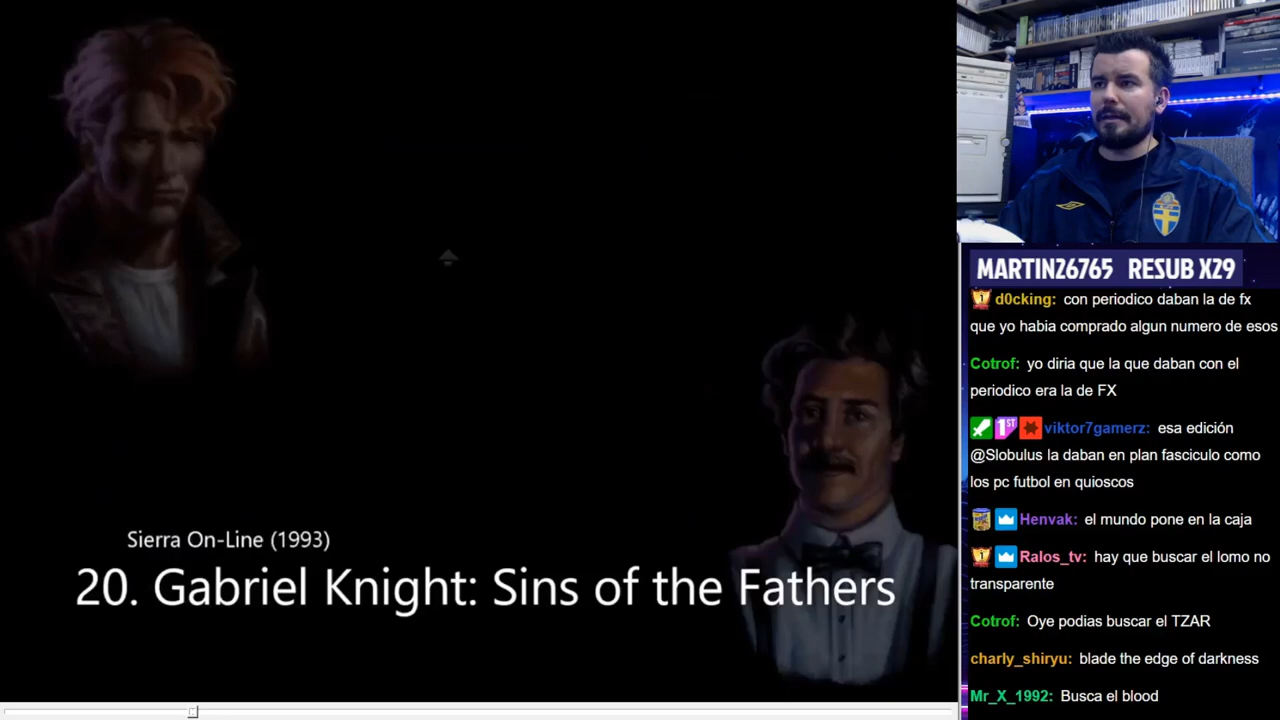 Sierra On-Line (1993)
20. Gabriel Knight: Sins of the Fathers
MARTIN26765 RESUB X29
d0cking: con periodico daban la de fx
que yo habia comprado algun numero de esos
Cotrof: yo diria que la que daban con el
periodico era la de FX
viktor7gamerz: esa edición
@Slobulus la daban en plan fasciculo como
los pc futbol en quioscos
Henvak: el mundo pone en la caja
Ralos_tv: hay que buscar el lomo no
transparente
Cotrof: Oye podias buscar el TZAR
charly_shiryu: blade the edge of darkness
Mr_X_1992: Busca el blood